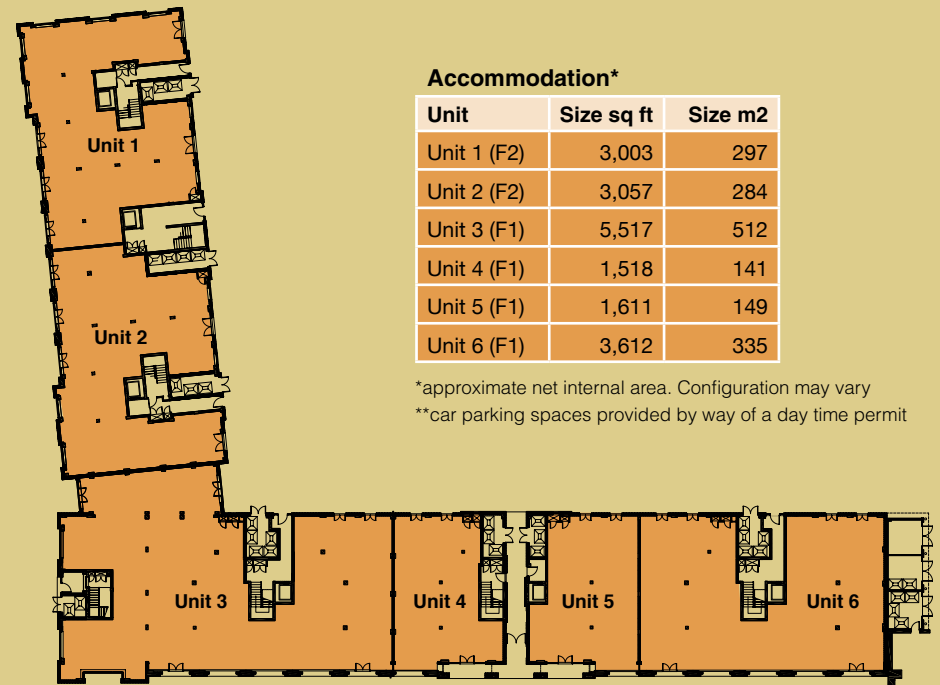 Accommodation*
Unit Size sq ft Size m2
Unit 1 (F2) 3,003 297
Unit 2 (F2) 3,057 284
Unit 3 (F1) 5,517 512
Unit 4 (F1) 1,518 141
Unit 5 (F1) 1,611 149
Unit 6 (F1) 3,612 335
*approximate net internal area. Configuration may vary
**car parking spaces provided by way of a day time permit
Unit 1
Unit 2
Unit 3
Unit 4
Unit 5
Unit 6